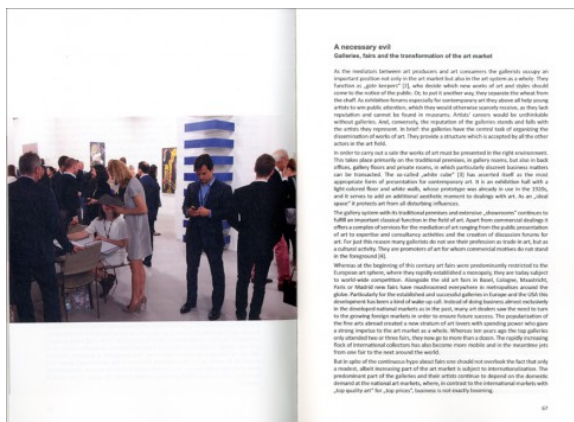 A necessary evil
Galleries, fairs and the transformation of the art market
As the mediators between art producers and art consumers the gallerists occupy an
important position not only in the art market but also in the art system as a whole. They
function as „gate keepers" [2], who decide which new works of art and styles should
come to the notice of the public. Or, to put it another way, they separate the wheat from
the chaff. As exhibition forums especially for contemporary art they above all help young
artists to win public attention, which they would otherwise scarcely receive, as they lack
reputation and cannot be found in museums. Artists' careers would be unthinkable
without galleries. And, conversely, the reputation of the galleries stands and falls with
the artists they represent. In brief: the galleries have the central task of organizing the
dissemination of works of art. They provide a structure which is accepted by all the other
actors in the art field.
In order to carry out a sale the works of art must be presented in the right environment.
This takes place primarily on the traditional premises, in gallery rooms, but also in back
offices, gallery floors and private rooms, in which particularly discreet business matters
can be transacted. The so-called „white cube" [3] has asserted itself as the most
appropriate form of presentation for contemporary art. It is an exhibition hall with a
light colored floor and white walls, whose prototype was already in use in the 1920s,
and it serves to add an additional aesthetic moment to dealings with art. As an „ideal
space" it protects art from all disturbing influences.
The gallery system with its traditional premises and extensive „showrooms" continues to
fulfill an important classical function in the field of art. Apart from commercial dealings it
offers a complex of services for the mediation of art ranging from the public presentation
of art to expertise and consultancy activities and the creation of discussion forums for
art. For just this reason many gallerists do not see their profession as trade in art, but as
a cultural activity. They are promoters of art for whom commercial motives do not stand
in the foreground [4].
Whereas at the beginning of this century art fairs were predominantly restricted to the
European art sphere, where they rapidly established a monopoly, they are today subject
to world-wide competition. Alongside the old art fairs in Basel, Cologne, Maastricht,
Paris or Madrid new fairs have mushroomed everywhere in metropolitan around the
globe. Particularly for the established and successful galleries in Europe and the USA this
development has been a kind of wake-up call. Instead of doing business almost exclusively
in the developed national markets as in the past, many art dealers saw the need to turn
to the growing foreign markets in order to ensure future success. The popularization of
the fine arts abroad created a new stratum of art lovers with spending power who gave
a strong impetus to the art market as a whole. Whereas ten years ago the top galleries
only attended two or three fairs, they now go to more than a dozen. The rapidly increasing
flock of international collectors has also become more mobile and in the meantime jets
from one fair to the next around the world.
But in spite of the continuous hype about fairs one should not overlook the fact that only
a modest, albeit increasing part of the art market is subject to internationalization. The
predominant part of the galleries and their artists continue to depend on the domestic
demand at the national art markets, where, in contrast to the international markets with
„top quality art" for „top prices", business is not exactly booming.
67